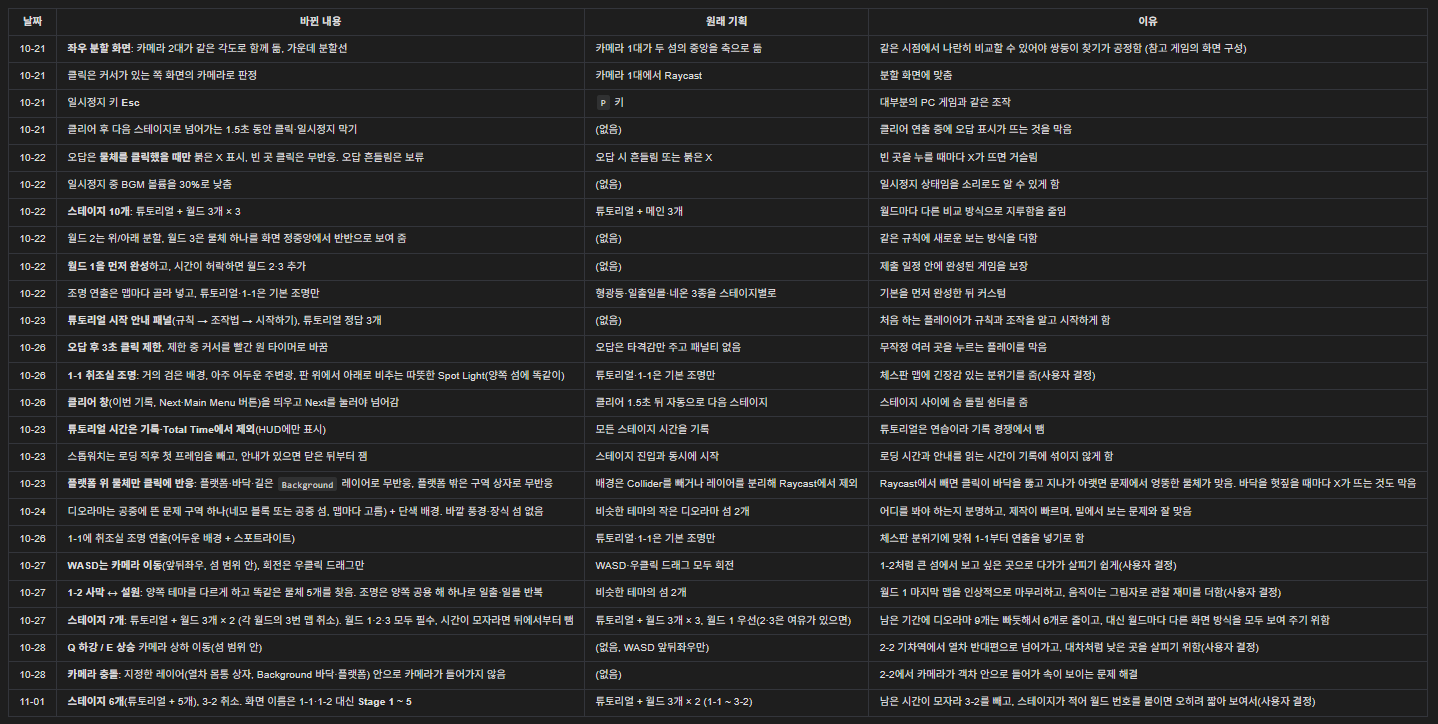 날짜 바뀐 내용 원래 기획 이유
10-21 좌우 분할 화면: 카메라 2대가 같은 각도로 함께 돎, 가운데 분할선 카메라 1대가 두 섬의 중앙을 축으로 돎 같은 시점에서 나란히 비교할 수 있어야 쌍둥이 찾기가 공정함 (참고 게임의 화면 구성)
10-21 클릭은 커서가 있는 쪽 화면의 카메라로 판정 카메라 1대에서 Raycast 분할 화면에 맞춤
10-21 일시정지 키 Esc P 키 대부분의 PC 게임과 같은 조작
10-21 클리어 후 다음 스테이지로 넘어가는 1.5초 동안 클릭·일시정지 막기 (없음) 클리어 연출 중에 오답 표시가 뜨는 것을 막음
10-22 오답은 물체를 클릭했을 때만 붉은 X 표시, 빈 곳 클릭은 무반응. 오답 흔들림은 보류 오답 시 흔들림 또는 붉은 X 빈 곳을 누를 때마다 X가 뜨면 거슬림
10-22 일시정지 중 BGM 볼륨을 30%로 낮춤 (없음) 일시정지 상태임을 소리로도 알 수 있게 함
10-22 스테이지 10개: 튜토리얼 + 월드 3개 × 3 튜토리얼 + 메인 3개 월드마다 다른 비교 방식으로 지루함을 줄임
10-22 월드 2는 위/아래 분할, 월드 3은 물체 하나를 화면 정중앙에서 반반으로 보여 줌 (없음) 같은 규칙에 새로운 보는 방식을 더함
10-22 월드 1을 먼저 완성하고, 시간이 허락하면 월드 2·3 추가 (없음) 제출 일정 안에 완성된 게임을 보장
10-22 조명 연출은 맵마다 골라 넣고, 튜토리얼·1-1은 기본 조명만 형광등·일출일몰·네온 3종을 스테이지별로 기본을 먼저 완성한 뒤 커스텀
10-23 튜토리얼 시작 안내 패널(규칙 → 조작법 → 시작하기), 튜토리얼 정답 3개 (없음) 처음 하는 플레이어가 규칙과 조작을 알고 시작하게 함
10-26 오답 후 3초 클릭 제한, 제한 중 커서를 빨간 원 타이머로 바꿈 오답은 타격감만 주고 패널티 없음 무작정 여러 곳을 누르는 플레이를 막음
10-26 1-1 취조실 조명: 거의 검은 배경, 아주 어두운 주변광, 판 위에서 아래로 비추는 따뜻한 Spot Light(양쪽 섬에 똑같이) 튜토리얼·1-1은 기본 조명만 체스판 맵에 긴장감 있는 분위기를 줌(사용자 결정)
10-26 클리어 창(이번 기록, Next·Main Menu 버튼)을 띄우고 Next를 눌러야 넘어감 클리어 1.5초 뒤 자동으로 다음 스테이지 스테이지 사이에 숨 돌릴 쉼터를 줌
10-23 튜토리얼 시간은 기록·Total Time에서 제외(HUD에만 표시) 모든 스테이지 시간을 기록 튜토리얼은 연습이라 기록 경쟁에서 뺌
10-23 스톱워치는 로딩 직후 첫 프레임을 빼고, 안내가 있으면 닫은 뒤부터 잼 스테이지 진입과 동시에 시작 로딩 시간과 안내를 읽는 시간이 기록에 섞이지 않게 함
10-23 플랫폼 위 물체만 클릭에 반응: 플랫폼·바닥·길은 Background 레이어로 무반응, 플랫폼 밖은 구역 상자로 무반응 배경은 Collider를 빼거나 레이어를 분리해 Raycast에서 제외 Raycast에서 빼면 클릭이 바닥을 뚫고 지나가 아랫면 문제에서 엉뚱한 물체가 맞음. 바닥을 헛짚을 때마다 X가 뜨는 것도 막음
10-24 디오라마는 공중에 뜬 문제 구역 하나(네모 블록 또는 공중 섬, 맵마다 고름) + 단색 배경. 바깥 풍경·장식 섬 없음 비슷한 테마의 작은 디오라마 섬 2개 어디를 봐야 하는지 분명하고, 제작이 빠르며, 밑에서 보는 문제와 잘 맞음
10-26 1-1에 취조실 조명 연출(어두운 배경 + 스포트라이트) 튜토리얼·1-1은 기본 조명만 체스판 분위기에 맞춰 1-1부터 연출을 넣기로 함
10-27 WASD는 카메라 이동(앞뒤좌우, 섬 범위 안), 회전은 우클릭 드래그만 WASD·우클릭 드래그 모두 회전 1-2처럼 큰 섬에서 보고 싶은 곳으로 다가가 살피기 쉽게(사용자 결정)
10-27 1-2 사막 ↔ 설원: 양쪽 테마를 다르게 하고 똑같은 물체 5개를 찾음. 조명은 양쪽 공용 해 하나로 일출·일몰 반복 비슷한 테마의 섬 2개 월드 1 마지막 맵을 인상적으로 마무리하고, 움직이는 그림자로 관찰 재미를 더함(사용자 결정)
10-27 스테이지 7개: 튜토리얼 + 월드 3개 × 2 (각 월드의 3번 맵 취소). 월드 1·2·3 모두 필수, 시간이 모자라면 뒤에서부터 뺌 튜토리얼 + 월드 3개 × 3, 월드 1 우선(2·3은 여유가 있으면) 남은 기간에 디오라마 9개는 빠듯해서 6개로 줄이고, 대신 월드마다 다른 화면 방식을 모두 보여 주기 위함
10-28 Q 하강 / E 상승 카메라 상하 이동(섬 범위 안) (없음, WASD 앞뒤좌우만) 2-2 기차역에서 열차 반대편으로 넘어가고, 대차처럼 낮은 곳을 살피기 위함(사용자 결정)
10-28 카메라 충돌: 지정한 레이어(열차 몸통 상자, Background 바닥·플랫폼) 안으로 카메라가 들어가지 않음 (없음) 2-2에서 카메라가 객차 안으로 들어가 속이 보이는 문제 해결
11-01 스테이지 6개(튜토리얼 + 5개), 3-2 취소. 화면 이름은 1-1·1-2 대신 Stage 1 ~ 5 튜토리얼 + 월드 3개 × 2 (1-1 ~ 3-2) 남은 시간이 모자라 3-2를 빼고, 스테이지가 적어 월드 번호를 붙이면 오히려 짧아 보여서(사용자 결정)